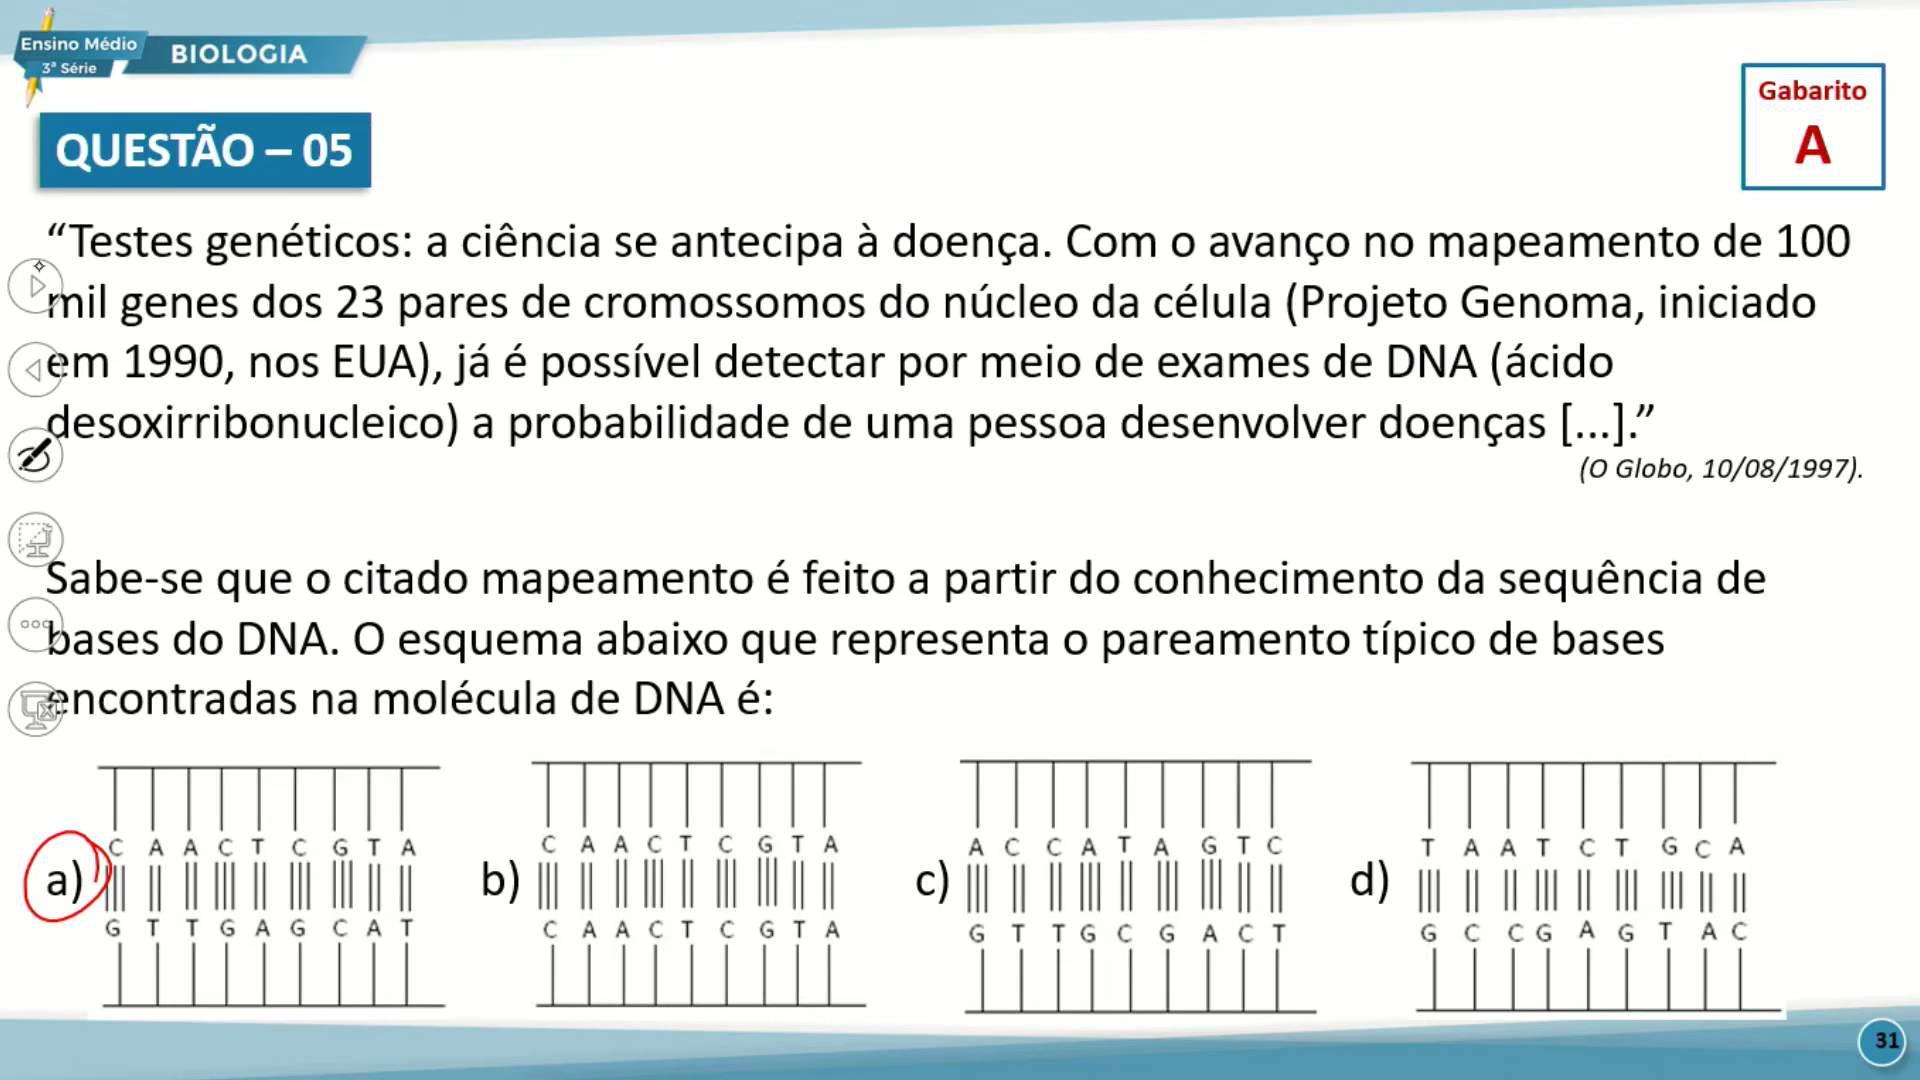 Ensino Médio
3ª Série
BIOLOGIA
Gabarito
A
QUESTÃO – 05
“Testes genéticos: a ciência se antecipa à doença. Com o avanço no mapeamento de 100
mil genes dos 23 pares de cromossomos do núcleo da célula (Projeto Genoma, iniciado
em 1990, nos EUA), já é possível detectar por meio de exames de DNA (ácido
desoxirribonucleico) a probabilidade de uma pessoa desenvolver doenças [...].”
(O Globo, 10/08/1997).
Sabe-se que o citado mapeamento é feito a partir do conhecimento da sequência de
bases do DNA. O esquema abaixo que representa o pareamento típico de bases
encontradas na molécula de DNA é:
a)
C A A C T C G T A
G T T G A G C A T
b)
C A A C T C G T A
C A A C T C G T A
c)
A C C A T A G T C
G T T G C G A C T
d)
T A A T C T G C A
G C C G A G T A C
31